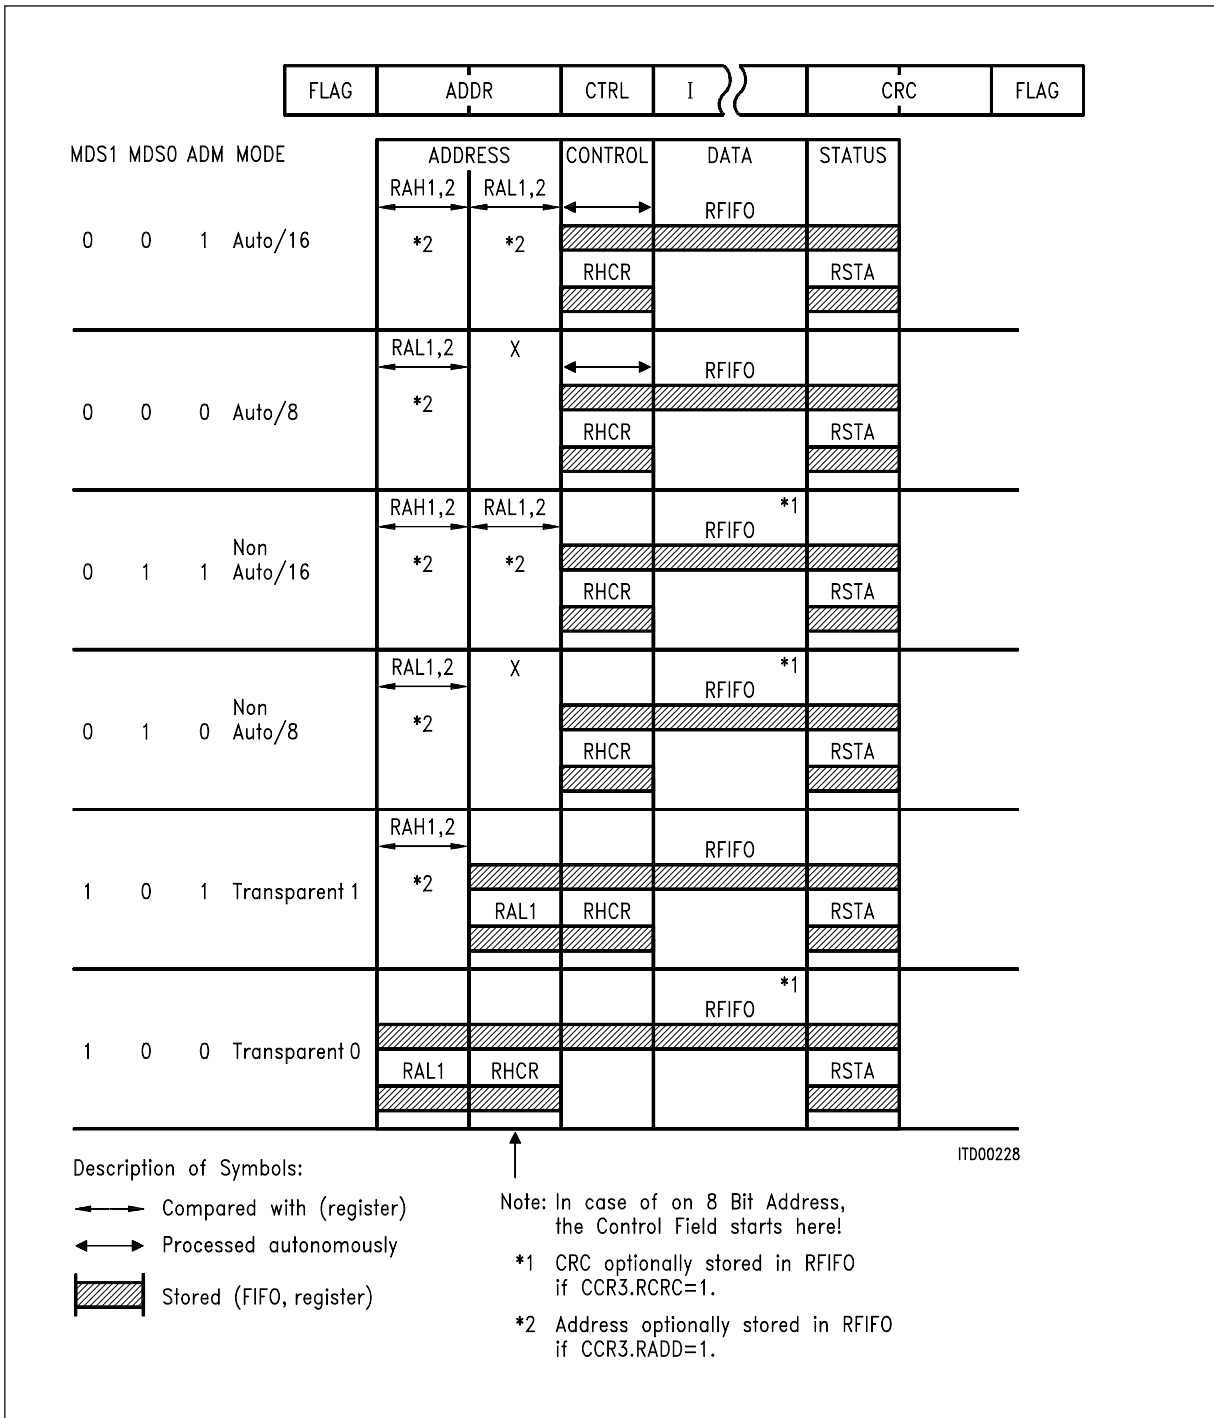 FLAG ADDR CTRL I CRC FLAG
MDS1 MDS0 ADM MODE ADDRESS CONTROL DATA STATUS
RAH1,2 RAL1,2
RFIFO
0 0 1 Auto/16 *2 *2
RHCR RSTA
RAL1,2 X
RFIFO
0 0 0 Auto/8 *2
RHCR RSTA
RAH1,2 RAL1,2 *1
RFIFO
Non
0 1 1 Auto/16 *2 *2
RHCR RSTA
RAL1,2 X *1
RFIFO
Non
0 1 0 Auto/8 *2
RHCR RSTA
RAH1,2
RFIFO
1 0 1 Transparent 1 *2
RAL1 RHCR RSTA
*1
RFIFO
1 0 0 Transparent 0
RAL1 RHCR RSTA
ITD00228
Description of Symbols:
Compared with (register)
Processed autonomously
Stored (FIFO, register)
Note: In case of on 8 Bit Address,
the Control Field starts here!
*1 CRC optionally stored in RFIFO
if CCR3.RCRC=1.
*2 Address optionally stored in RFIFO
if CCR3.RADD=1.